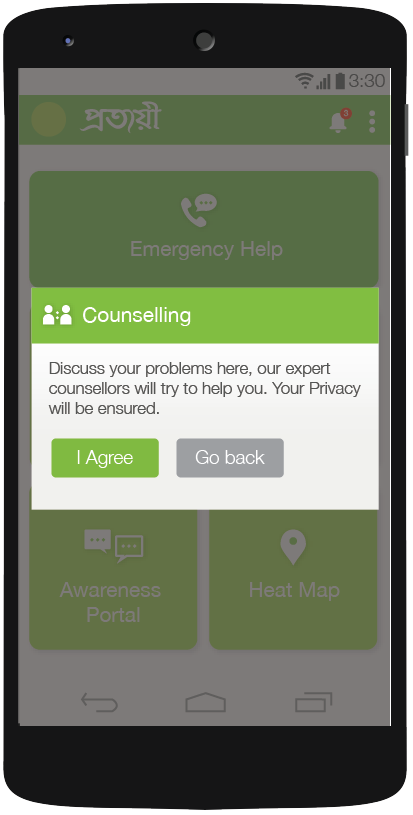 3:30
প্রত্যয়ী
3
Emergency Help
Counselling
Discuss your problems here, our expert
counsellors will try to help you. Your Privacy
will be ensured.
I Agree
Go back
Awareness
Portal
Heat Map